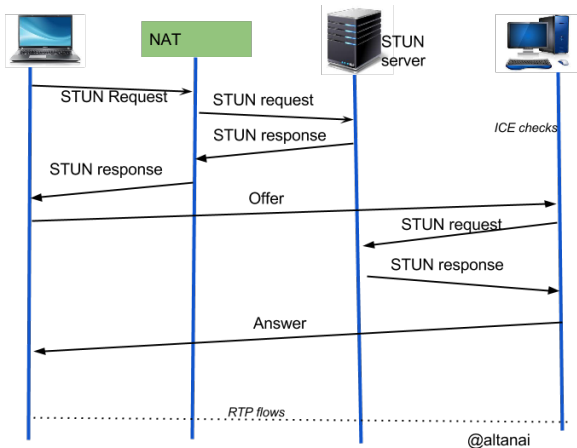 NAT
STUN
server
STUN Request
STUN request
ICE checks
STUN response
STUN response
Offer
STUN request
STUN response
Answer
RTP flows
@altanai